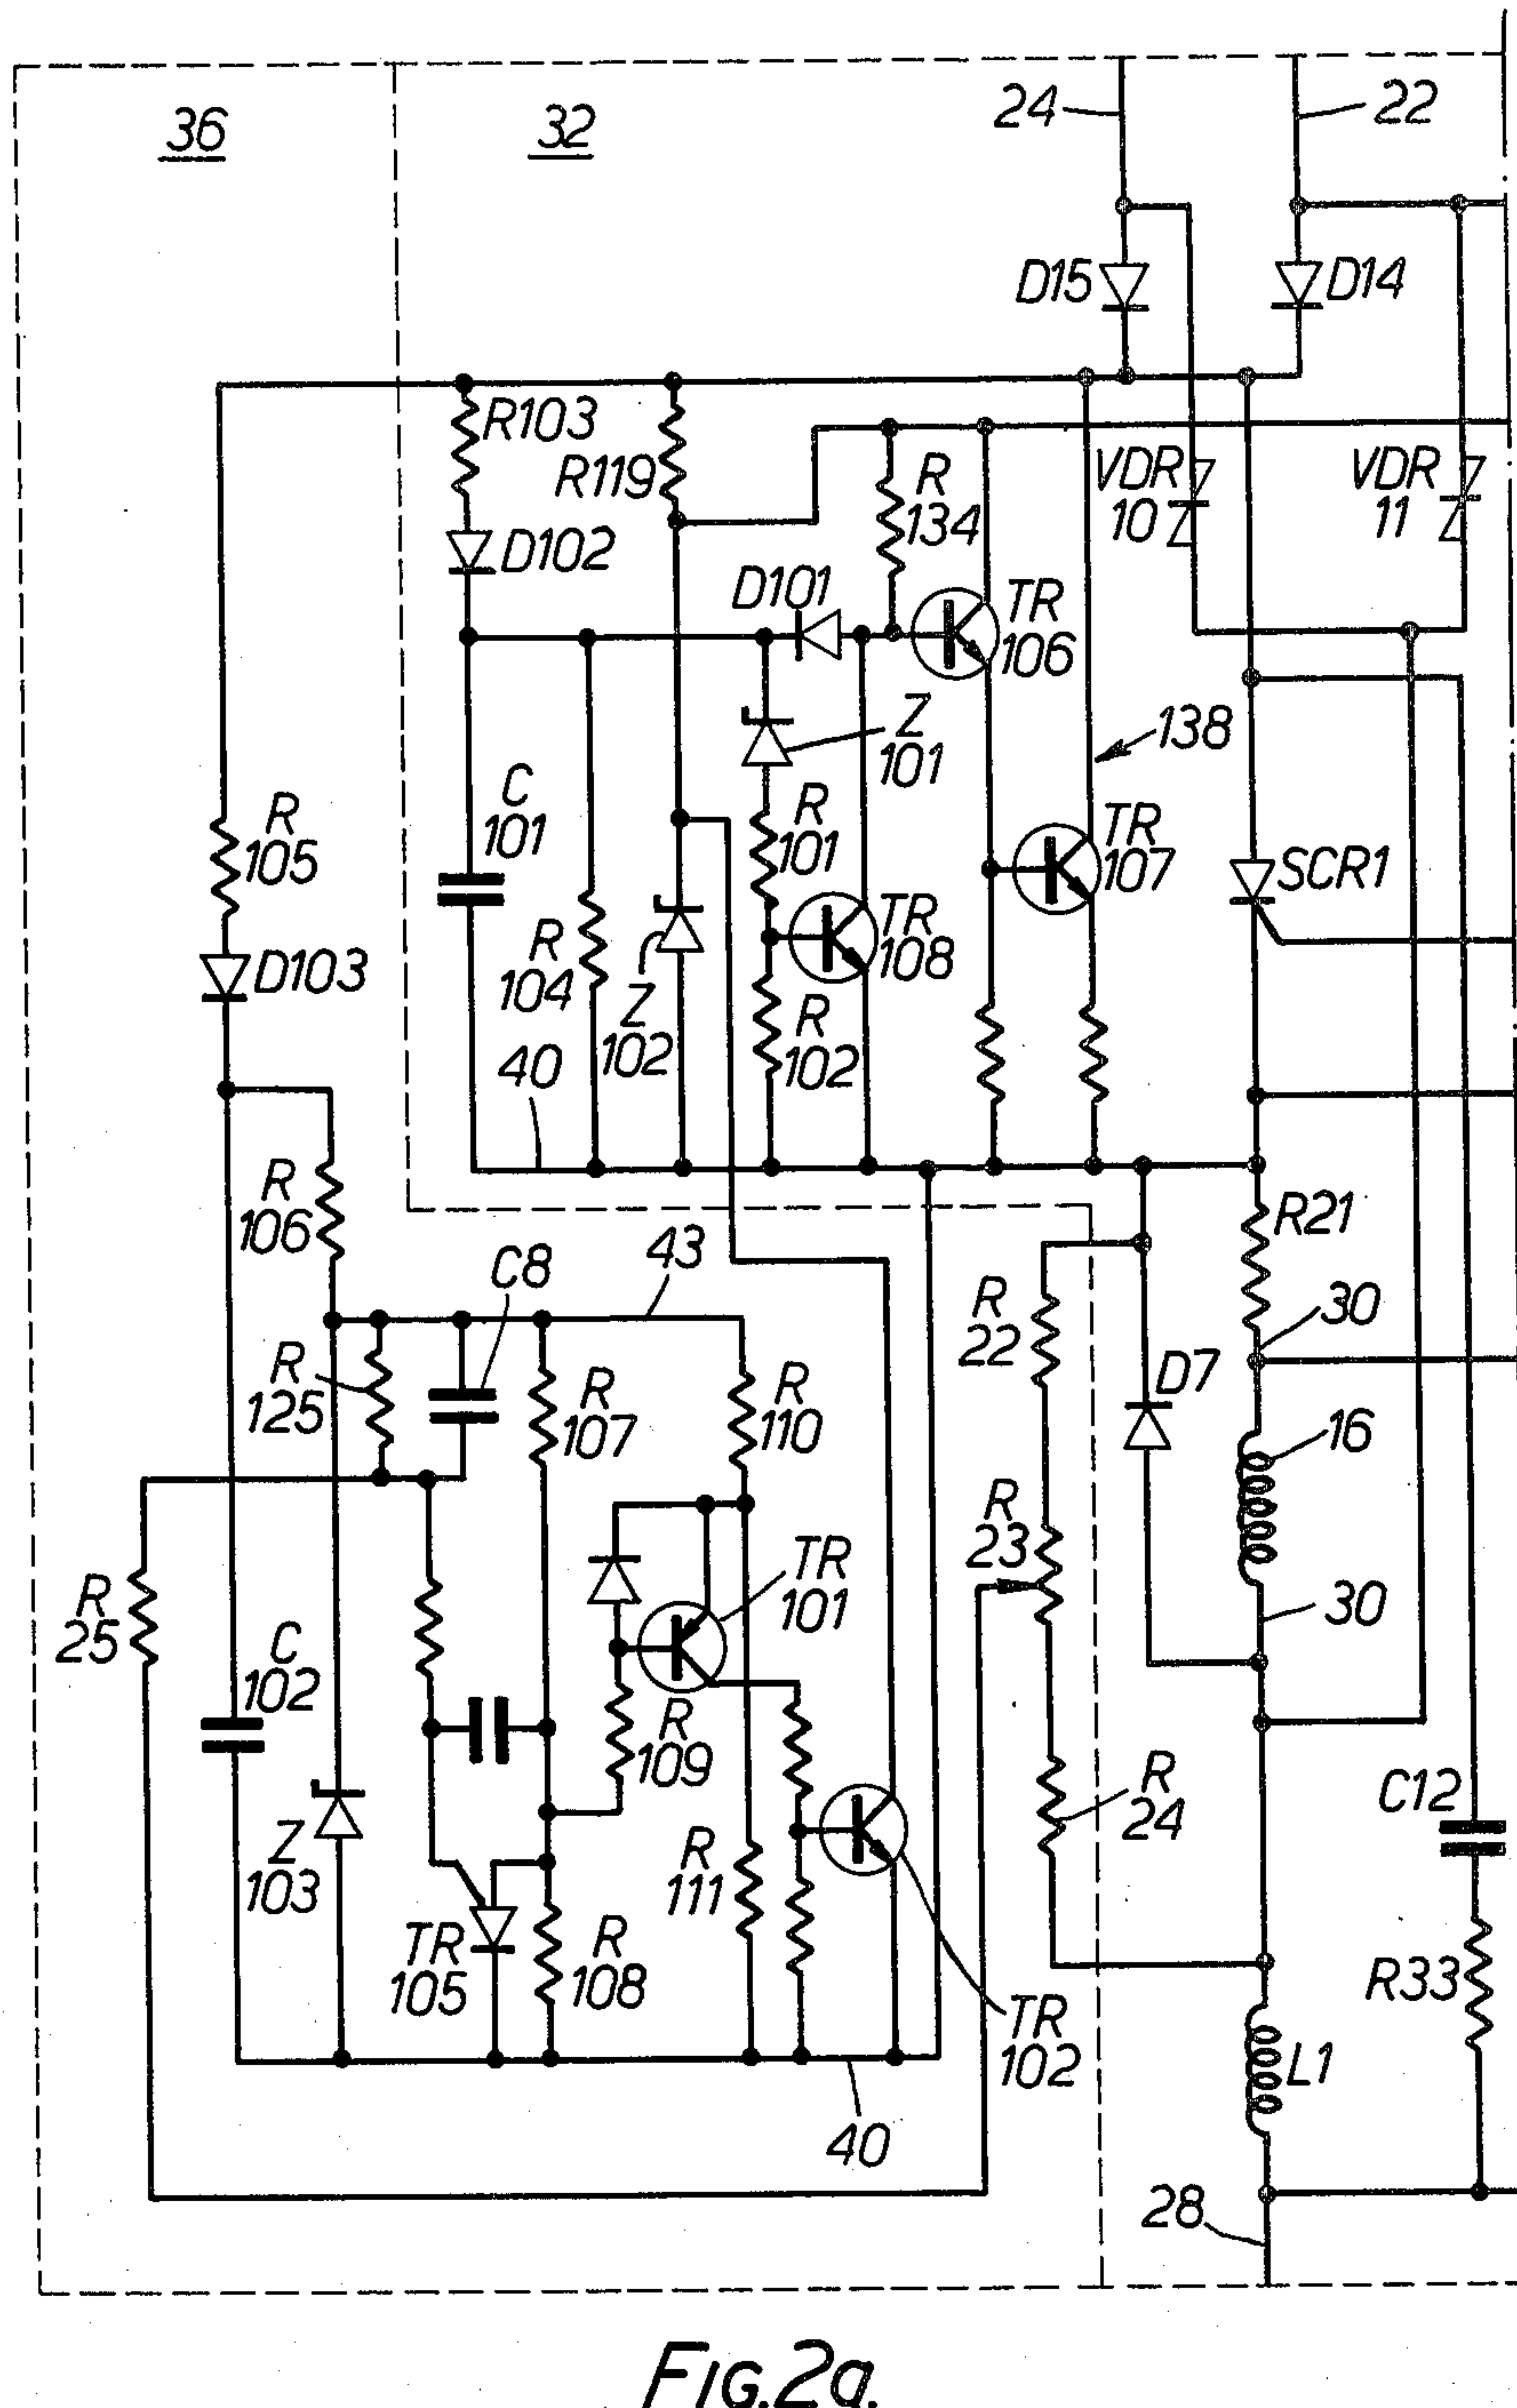 36
32
24
22
D15
D14
R103
R119
R
134
VDR
10
VDR
11
D102
D101
TR
106
Z
101
138
C
101
R
101
TR
107
R
105
SCR1
R
104
TR
108
D103
Z
102
R
102
40
R
106
R21
43
C8
30
R
22
R
125
R
107
R
110
D7
16
R
23
TR
101
R
25
30
C
102
R
109
R
24
C12
Z
103
R
111
TR
105
R
108
R33
TR
102
L1
40
28
FIG.2a.